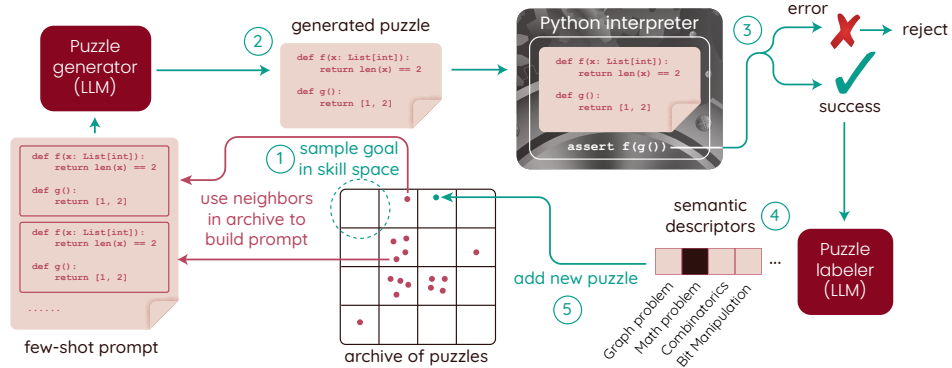 Puzzle
generator
(LLM)
2
generated puzzle
def f(x: List[int]):
return len(x) == 2
def g():
return [1, 2]
Python interpreter
def f(x: List[int]):
return len(x) == 2
def g():
return [1, 2]
assert f(g())
3
error
reject
success
def f(x: List[int]):
return len(x) == 2
def g():
return [1, 2]
def f(x: List[int]):
return len(x) == 2
def g():
return [1, 2]
......
few-shot prompt
1
sample goal
in skill space
use neighbors
in archive to
build prompt
archive of puzzles
semantic
descriptors
4
...
Graph problem
Math problem
Combinatorics
Bit Manipulation
Puzzle
labeler
(LLM)
add new puzzle
5